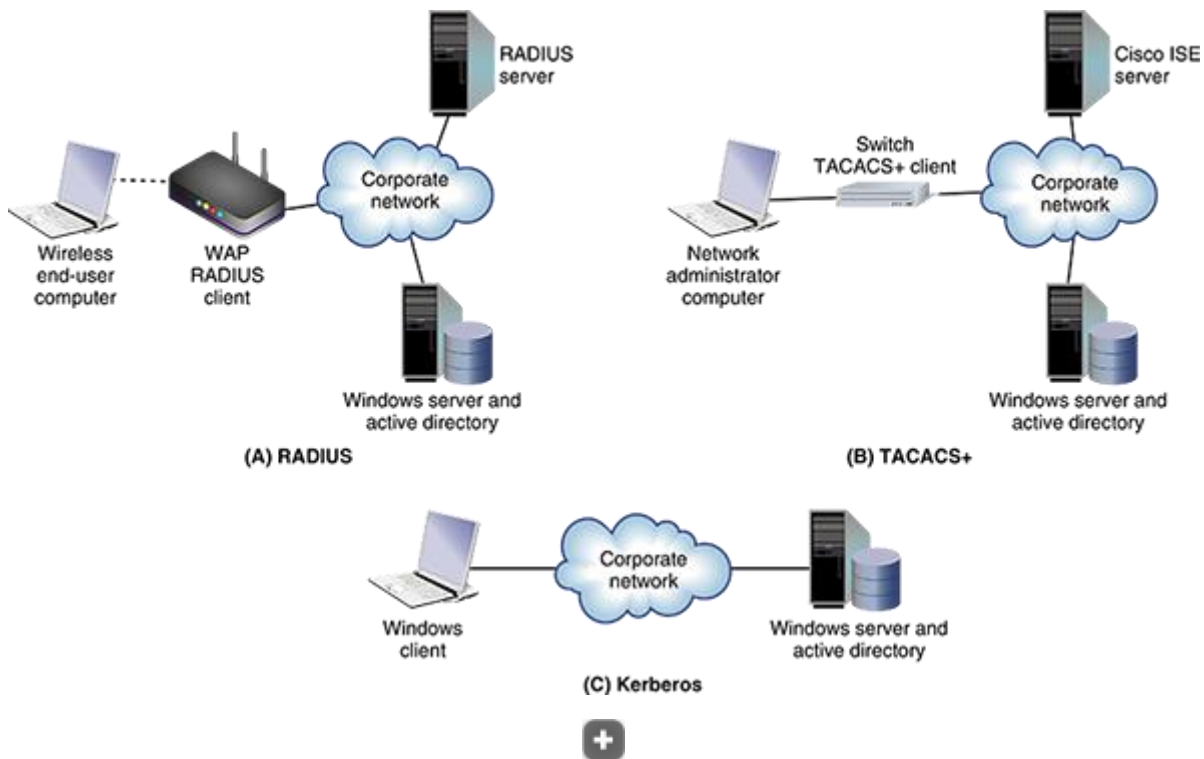 RADIUS
server
Corporate
network
Wireless
end-user
computer
WAP
RADIUS
client
Windows server and
active directory
(A) RADIUS
Cisco ISE
server
Switch
TACACS+ client
Corporate
network
Network
administrator
computer
Windows server and
active directory
(B) TACACS+
Corporate
network
Windows
client
Windows server and
active directory
(C) Kerberos